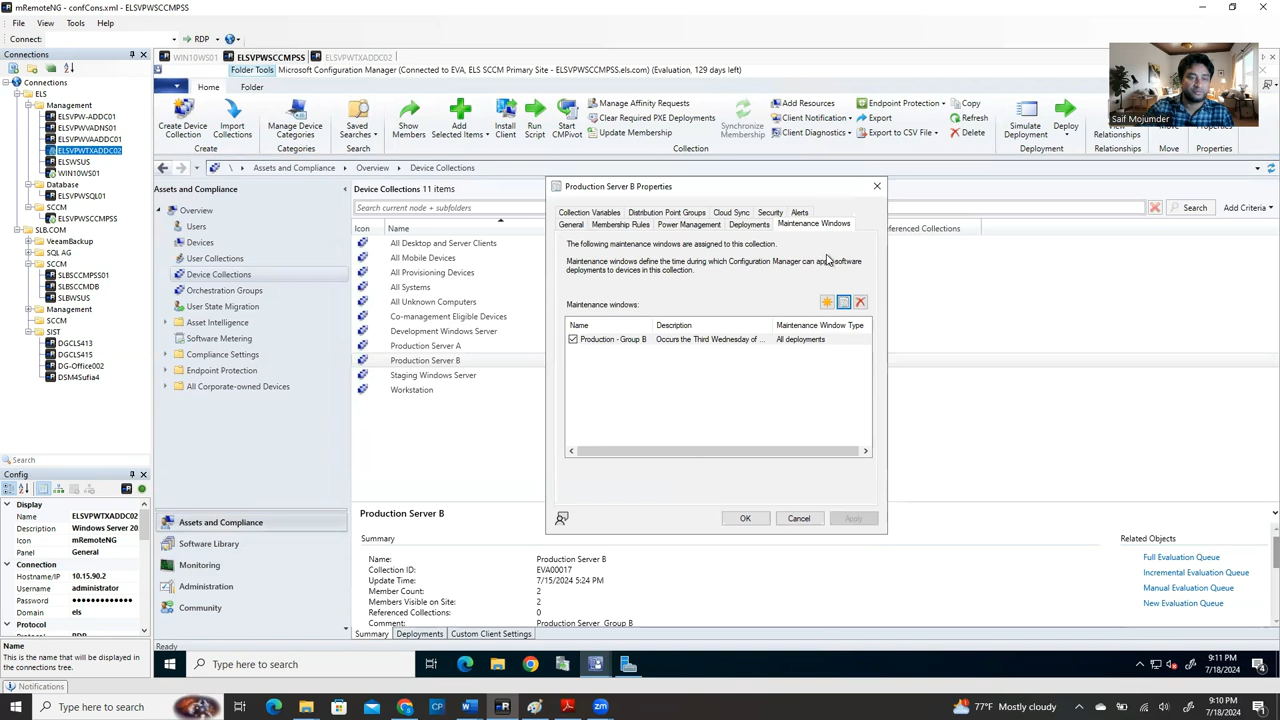 mRemoteNG - confCons.xml - ELSVPWSCCMPSS
File View Tools Help
Connect: RDP
Connections
Connections
ELS
Management
ELSVPW-ADDC01
ELSVPWVADNS01
ELSVPWVAADDC01
ELSVPWTXADDC02
ELSWSUS
WIN10WS01
Database
ELSVPWSQL01
SCCM
ELSVPWSCCMPSS
SLB.COM
VeeamBackup
SQL AG
SCCM
SLBSCCMPSS01
SLBSCCMDB
SLBWSUS
Management
SCCM
SIST
DGCLS413
DGCLS415
DG-Office002
DSM4Sufia4
Search
Config
Display
Name ELSVPWTXADDC02
Description Windows Server 20
Icon mRemoteNG
Panel General
Connection
Hostname/IP 10.15.90.2
Username administrator
Password ••••••••••••
Domain els
Protocol
Name
This is the name that will be displayed in the connections tree.
Notifications
WIN10WS01 ELSVPWSCCMPSS ELSVPWTXADDC02
Folder Tools Microsoft Configuration Manager (Connected to EVA, ELS SCCM Primary Site - ELSVPWSCCMPSS.els.com) (Evaluation, 129 days left)
Home Folder
Create Device Collection
Import Collections
Create
Manage Device Categories
Categories
Saved Searches
Search
Show Members
Add Selected Items
Install Client
Run Script
Start CMPivot
Manage Affinity Requests
Clear Required PXE Deployments
Update Membership
Synchronize Membership
Add Resources
Client Notification
Client Diagnostics
Endpoint Protection
Export
Export to CSV File
Copy
Refresh
Delete
Collection
Simulate Deployment
Deploy
Deployment
View Relationships
Relationships
Move
Properties
Saif Mojumder
\ Assets and Compliance Overview Device Collections
Assets and Compliance
Overview
Users
Devices
User Collections
Device Collections
Orchestration Groups
User State Migration
Asset Intelligence
Software Metering
Compliance Settings
Endpoint Protection
All Corporate-owned Devices
Assets and Compliance
Software Library
Monitoring
Administration
Community
Ready
Device Collections 11 items
Search current node + subfolders
Search Add Criteria
Icon Name
All Desktop and Server Clients
All Mobile Devices
All Provisioning Devices
All Systems
All Unknown Computers
Co-management Eligible Devices
Development Windows Server
Production Server A
Production Server B
Staging Windows Server
Workstation
Production Server B Properties
Collection Variables Distribution Point Groups Cloud Sync Security Alerts
General Membership Rules Power Management Deployments Maintenance Windows
The following maintenance windows are assigned to this collection.
Maintenance windows define the time during which Configuration Manager can apply software deployments to devices in this collection.
Maintenance windows:
Name Description Maintenance Window Type
Production - Group B Occurs the Third Wednesday of ... All deployments
OK Cancel Apply
Production Server B
Summary
Name: Production Server B
Collection ID: EVA00017
Update Time: 7/15/2024 5:24 PM
Member Count: 2
Members Visible on Site: 2
Referenced Collections: 0
Comment: Production Server Group B
Related Objects
Full Evaluation Queue
Incremental Evaluation Queue
Manual Evaluation Queue
New Evaluation Queue
Summary Deployments Custom Client Settings
Type here to search
9:11 PM
7/18/2024
Type here to search
77°F Mostly cloudy
9:10 PM
7/18/2024